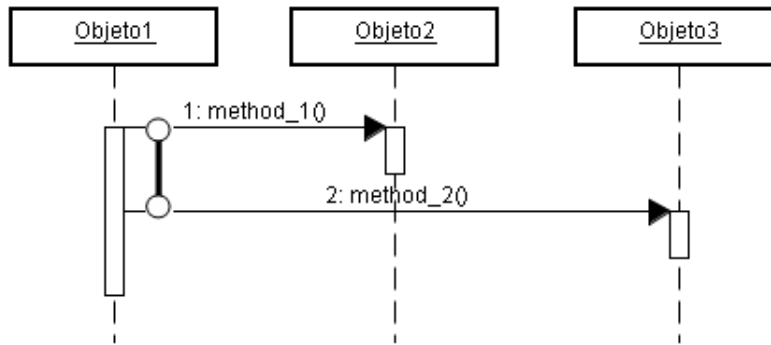 Objeto1
Objeto2
Objeto3
1: method_1()
2: method_2()